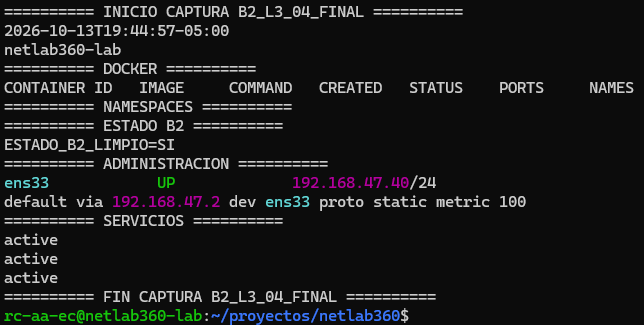 ========== INICIO CAPTURA B2_L3_04_FINAL ==========
2026-10-13T19:44:57-05:00
netlab360-lab
========== DOCKER ==========
CONTAINER ID   IMAGE     COMMAND   CREATED   STATUS    PORTS     NAMES
========== NAMESPACES ==========
========== ESTADO B2 ==========
ESTADO_B2_LIMPIO=SI
========== ADMINISTRACION ==========
ens33            UP             192.168.47.40/24
default via 192.168.47.2 dev ens33 proto static metric 100
========== SERVICIOS ==========
active
active
active
========== FIN CAPTURA B2_L3_04_FINAL ==========
rc-aa-ec@netlab360-lab:~/proyectos/netlab360$